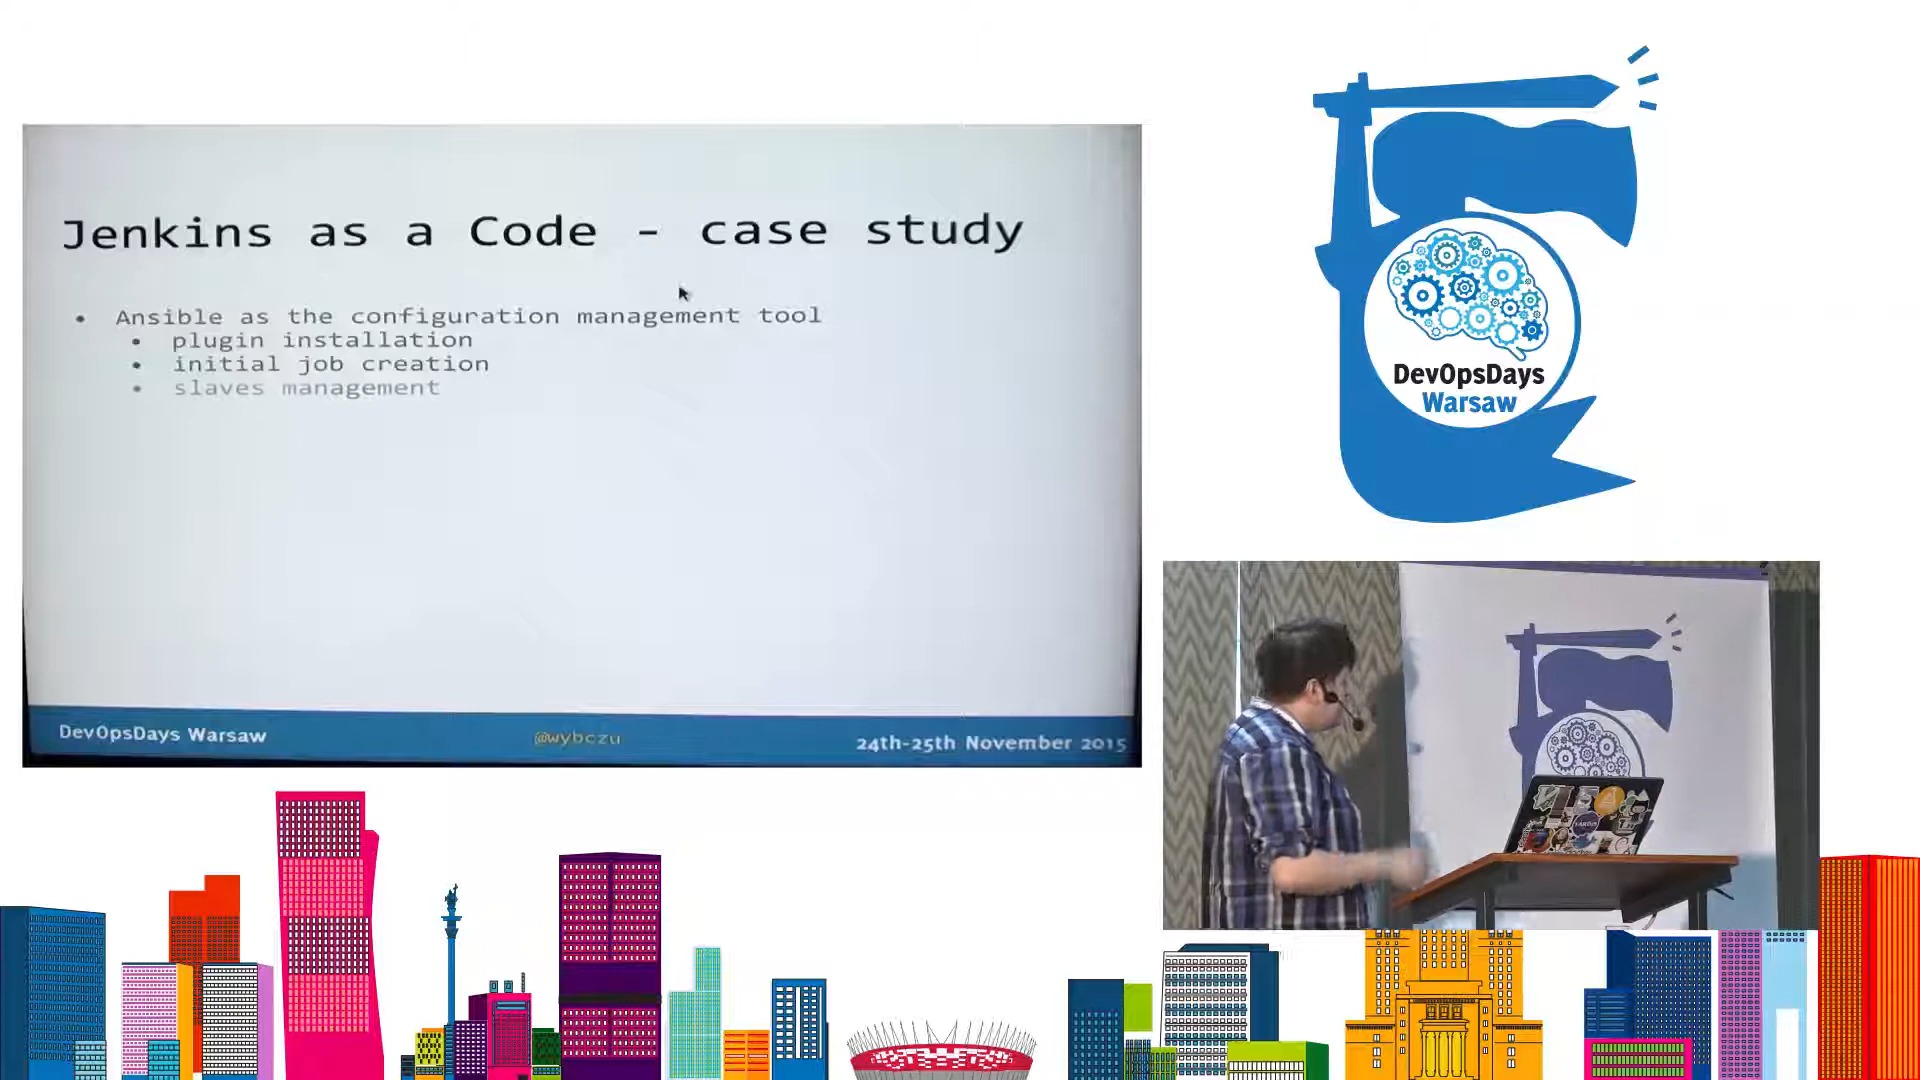 Jenkins as a Code - case study
• Ansible as the configuration management tool
• plugin installation
• initial job creation
• slaves management
DevOpsDays Warsaw
@wybczu
24th-25th November 2015
DevOpsDays
Warsaw